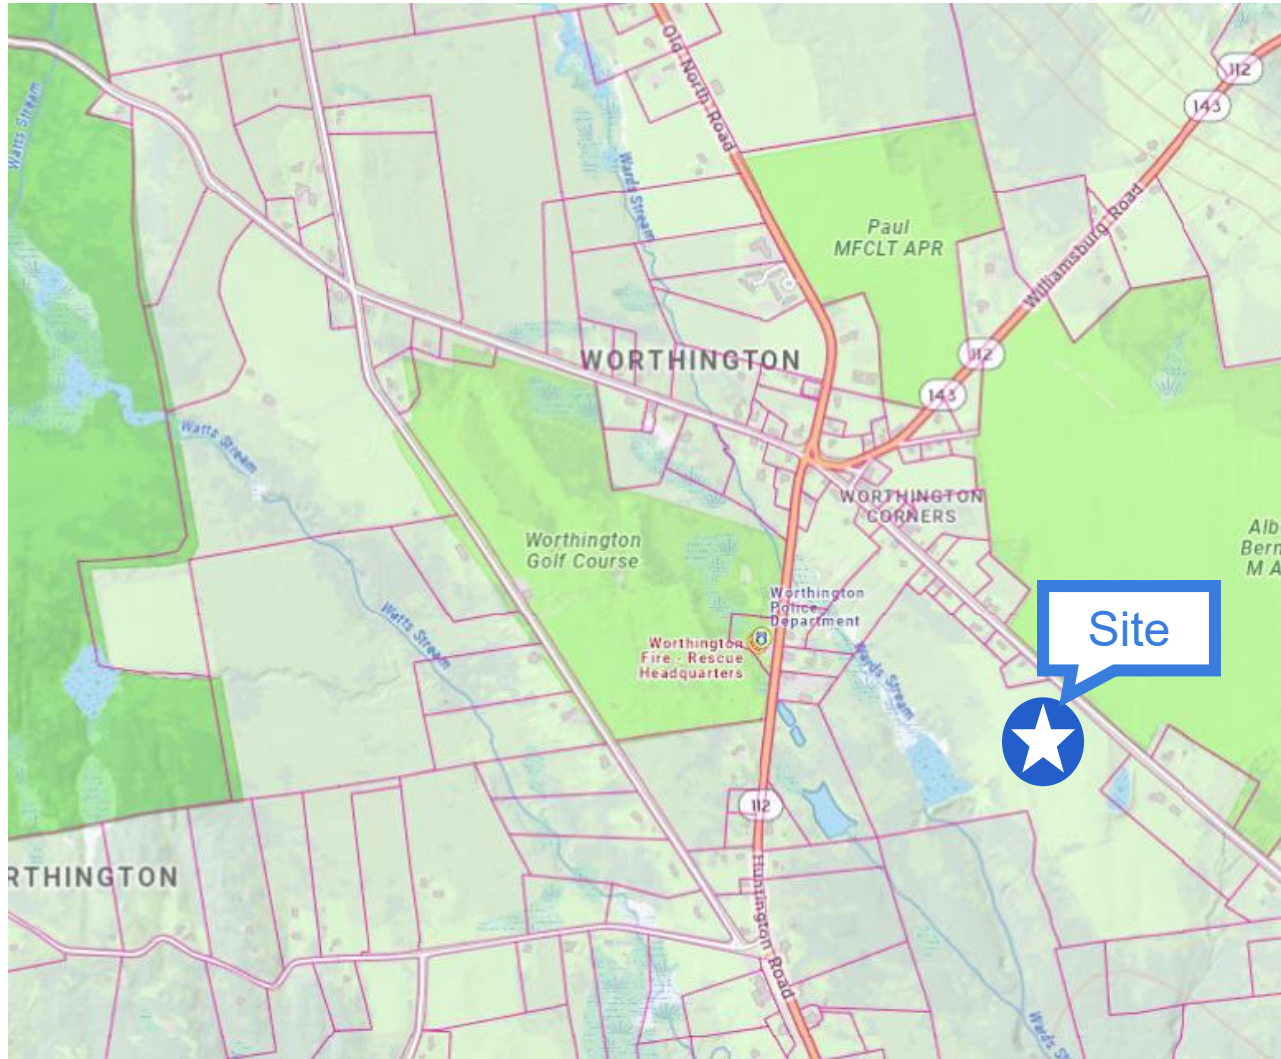 112
Old North Road
143
Watts Stream
Wards Stream
Williamsburg Road
Paul
MFCLT APR
112
WORTHINGTON
143
Watts Stream
WORTHINGTON
CORNERS
Worthington
Golf Course
Alb
Bern
M A
Worthington
Police
Department
Site
Watts Stream
Worthington
Fire - Rescue
Headquarters
Wards Stream
112
RTHINGTON
Huntington Road
Wards St